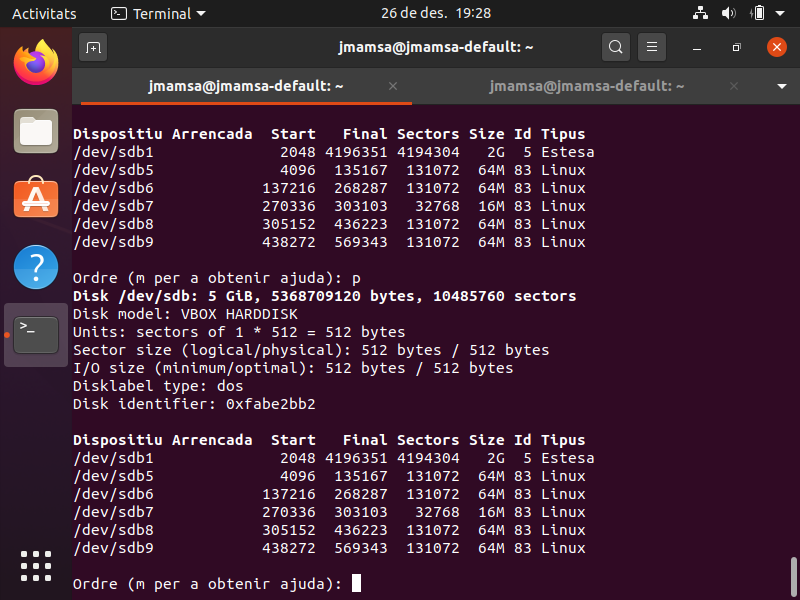 Activitats Terminal 26 de des. 19:28
jmamsa@jmamsa-default: ~
jmamsa@jmamsa-default: ~ × jmamsa@jmamsa-default: ~ ×
Dispositiu Arrencada  Start   Final Sectors Size Id Tipus
/dev/sdb1              2048 4196351 4194304   2G  5 Estesa
/dev/sdb5              4096  135167  131072  64M 83 Linux
/dev/sdb6            137216  268287  131072  64M 83 Linux
/dev/sdb7            270336  303103   32768  16M 83 Linux
/dev/sdb8            305152  436223  131072  64M 83 Linux
/dev/sdb9            438272  569343  131072  64M 83 Linux
Ordre (m per a obtenir ajuda): p
Disk /dev/sdb: 5 GiB, 5368709120 bytes, 10485760 sectors
Disk model: VBOX HARDDISK
Units: sectors of 1 * 512 = 512 bytes
Sector size (logical/physical): 512 bytes / 512 bytes
I/O size (minimum/optimal): 512 bytes / 512 bytes
Disklabel type: dos
Disk identifier: 0xfabe2bb2
Dispositiu Arrencada  Start   Final Sectors Size Id Tipus
/dev/sdb1              2048 4196351 4194304   2G  5 Estesa
/dev/sdb5              4096  135167  131072  64M 83 Linux
/dev/sdb6            137216  268287  131072  64M 83 Linux
/dev/sdb7            270336  303103   32768  16M 83 Linux
/dev/sdb8            305152  436223  131072  64M 83 Linux
/dev/sdb9            438272  569343  131072  64M 83 Linux
Ordre (m per a obtenir ajuda):